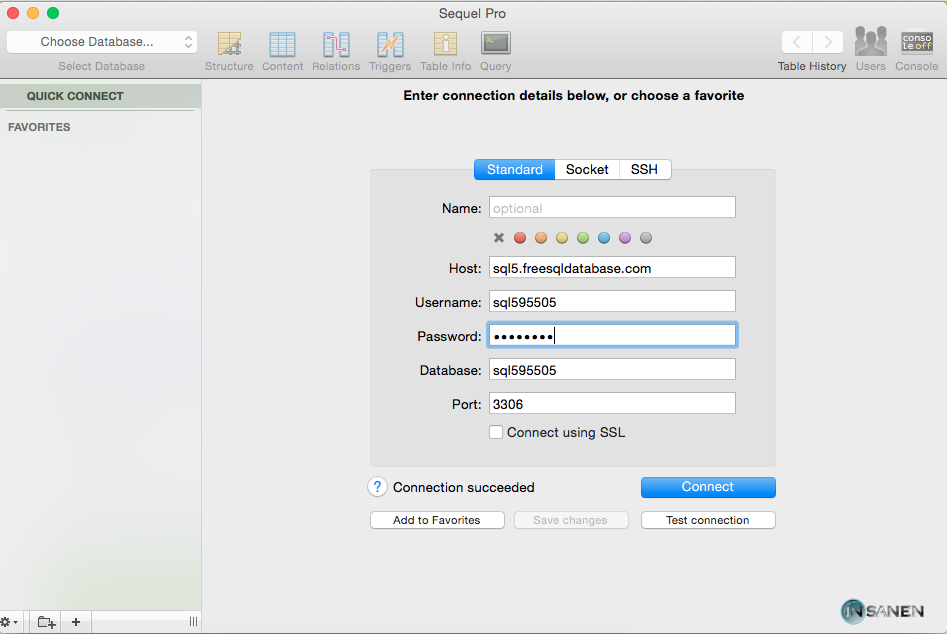 Sequel Pro
Choose Database...
Select Database
Structure
Content
Relations
Triggers
Table Info
Query
Table History
Users
conso
le off
Console
QUICK CONNECT
FAVORITES
Enter connection details below, or choose a favorite
Standard
Socket
SSH
Name: optional
Host: sql5.freesqldatabase.com
Username: sql595505
Password: ••••••••
Database: sql595505
Port: 3306
Connect using SSL
? Connection succeeded
Connect
Add to Favorites
Save changes
Test connection
INSANEN